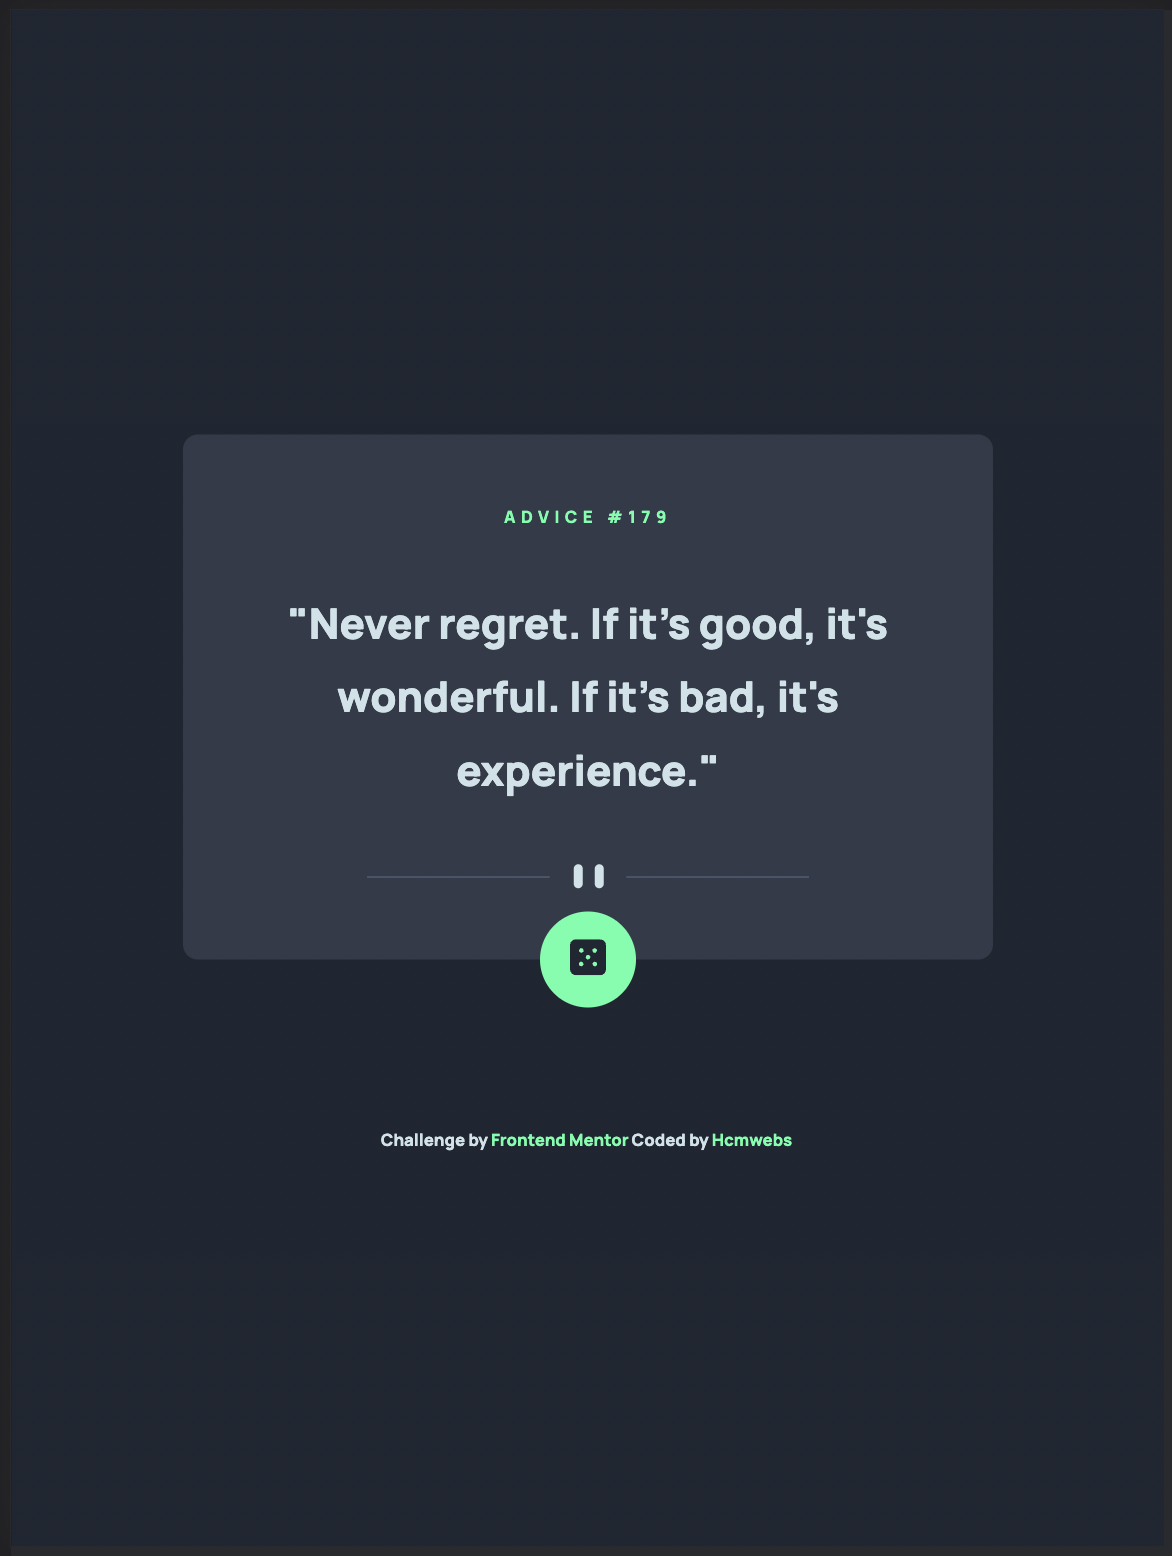 ADVICE #179
"Never regret. If it’s good, it's
wonderful. If it’s bad, it's
experience."
Challenge by Frontend Mentor Coded by Hcmwebs